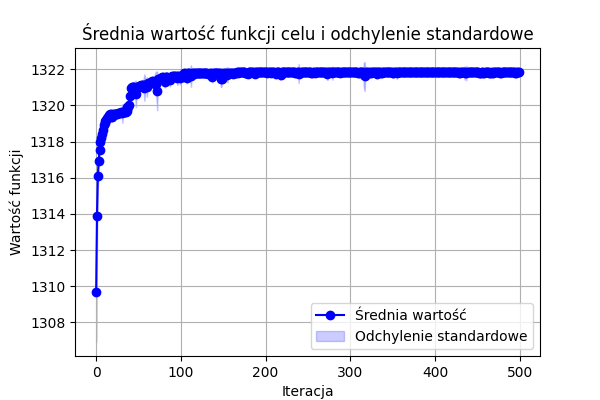 Średnia wartość funkcji celu i odchylenie standardowe
Wartość funkcji
1322
1320
1318
1316
1314
1312
1310
1308
Średnia wartość
Odchylenie standardowe
0 100 200 300 400 500
Iteracja